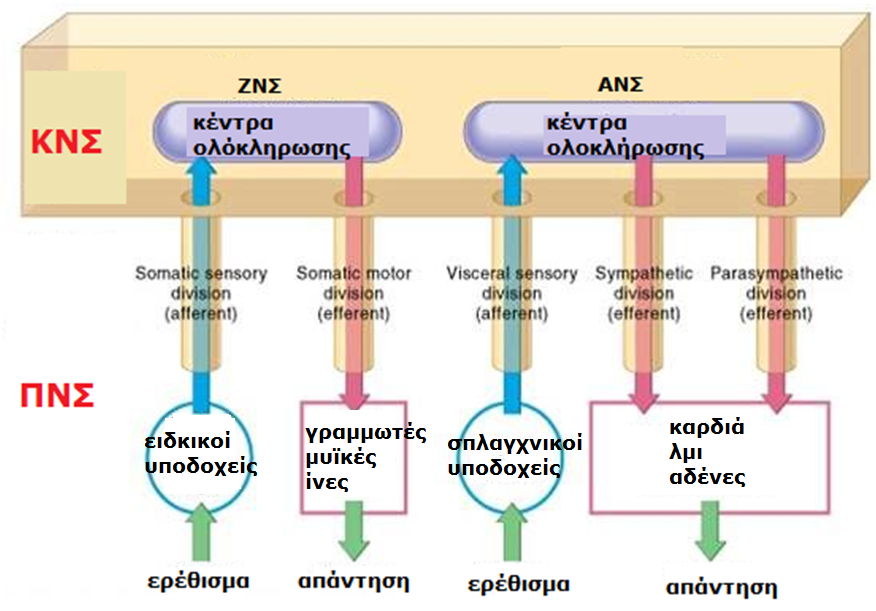 ΖΝΣ
ΑΝΣ
ΚΝΣ
κέντρα
ολόκληρωσης
κέντρα
ολοκλήρωσης
Somatic sensory
division
(afferent)
Somatic motor
division
(efferent)
Visceral sensory
division
(afferent)
Sympathetic
division
(efferent)
Parasympathetic
division
(efferent)
ΠΝΣ
ειδκικοί
υποδοχείς
γραμμωτές
μυϊκές
ίνες
σπλαγχνικοί
υποδοχείς
καρδιά
λμι
αδένες
ερέθισμα
απάντηση
ερέθισμα
απάντηση